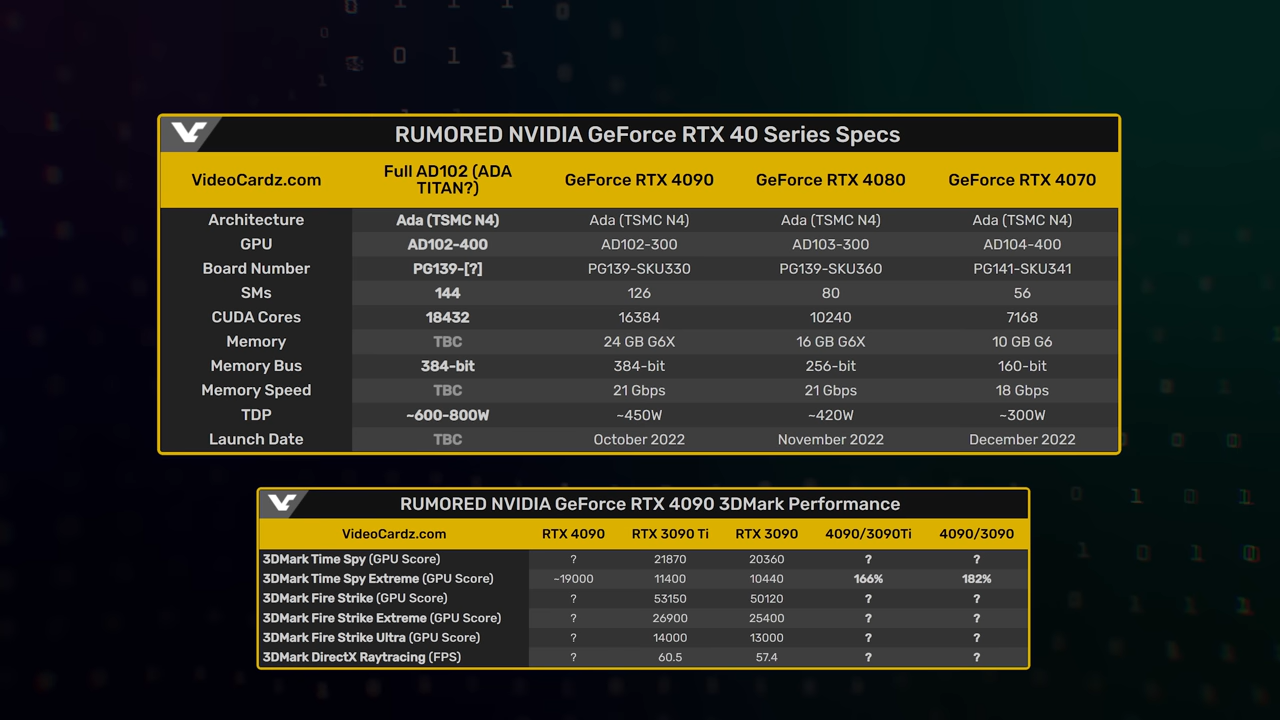 RUMORED NVIDIA GeForce RTX 40 Series Specs
VideoCardz.com Full AD102 (ADA TITAN?) GeForce RTX 4090 GeForce RTX 4080 GeForce RTX 4070
Architecture Ada (TSMC N4) Ada (TSMC N4) Ada (TSMC N4) Ada (TSMC N4)
GPU AD102-400 AD102-300 AD103-300 AD104-400
Board Number PG139-[?] PG139-SKU330 PG139-SKU360 PG141-SKU341
SMs 144 126 80 56
CUDA Cores 18432 16384 10240 7168
Memory TBC 24 GB G6X 16 GB G6X 10 GB G6
Memory Bus 384-bit 384-bit 256-bit 160-bit
Memory Speed TBC 21 Gbps 21 Gbps 18 Gbps
TDP ~600-800W ~450W ~420W ~300W
Launch Date TBC October 2022 November 2022 December 2022
RUMORED NVIDIA GeForce RTX 4090 3DMark Performance
VideoCardz.com RTX 4090 RTX 3090 Ti RTX 3090 4090/3090Ti 4090/3090
3DMark Time Spy (GPU Score) ? 21870 20360 ? ?
3DMark Time Spy Extreme (GPU Score) ~19000 11400 10440 166% 182%
3DMark Fire Strike (GPU Score) ? 53150 50120 ? ?
3DMark Fire Strike Extreme (GPU Score) ? 26900 25400 ? ?
3DMark Fire Strike Ultra (GPU Score) ? 14000 13000 ? ?
3DMark DirectX Raytracing (FPS) ? 60.5 57.4 ? ?